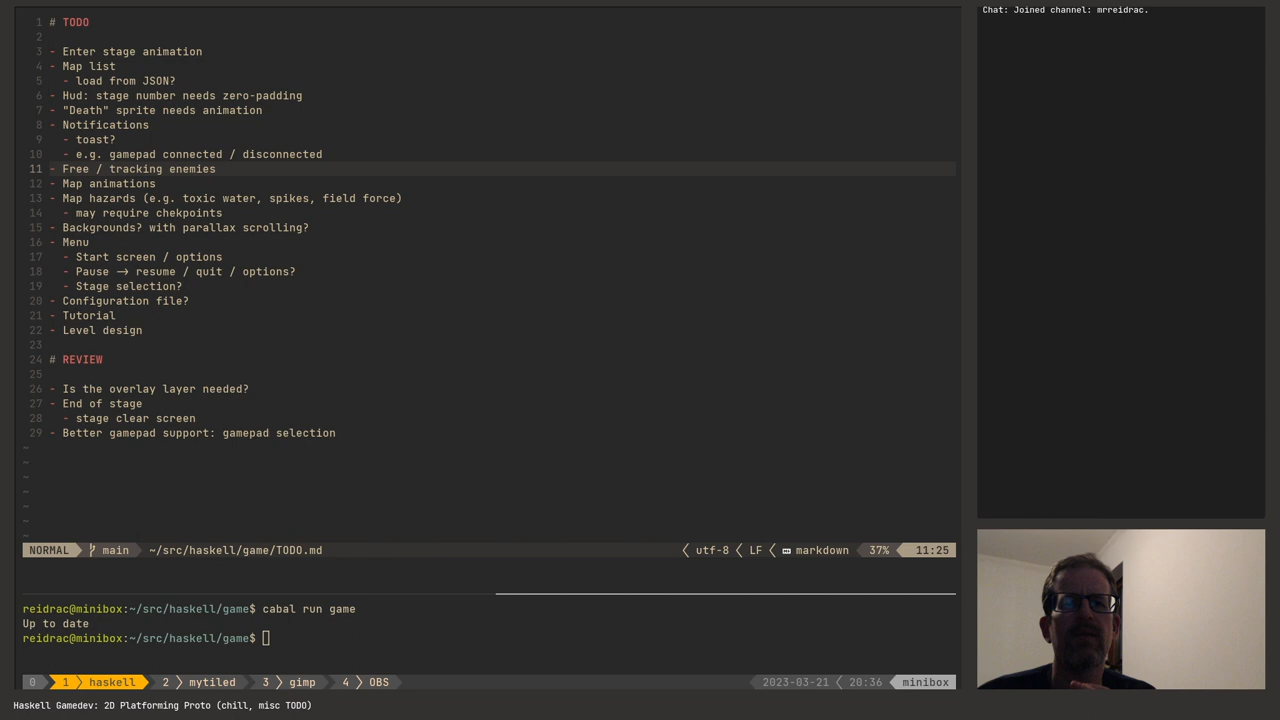 Chat: Joined channel: mrreidrac.
1 # TODO
2
3 - Enter stage animation
4 - Map list
5 - load from JSON?
6 - Hud: stage number needs zero-padding
7 - "Death" sprite needs animation
8 - Notifications
9 - toast?
10 - e.g. gamepad connected / disconnected
11 - Free / tracking enemies
12 - Map animations
13 - Map hazards (e.g. toxic water, spikes, field force)
14 - may require chekpoints
15 - Backgrounds? with parallax scrolling?
16 - Menu
17 - Start screen / options
18 - Pause → resume / quit / options?
19 - Stage selection?
20 - Configuration file?
21 - Tutorial
22 - Level design
23
24 # REVIEW
25
26 - Is the overlay layer needed?
27 - End of stage
28 - stage clear screen
29 - Better gamepad support: gamepad selection
~
~
~
~
~
~
~
NORMAL main ~/src/haskell/game/TODO.md utf-8 LF markdown 37% 11:25
reidrac@minibox:~/src/haskell/game$ cabal run game
Up to date
reidrac@minibox:~/src/haskell/game$
0 1 haskell 2 mytiled 3 gimp 4 OBS 2023-03-21 20:36 minibox
Haskell Gamedev: 2D Platforming Proto (chill, misc TODO)